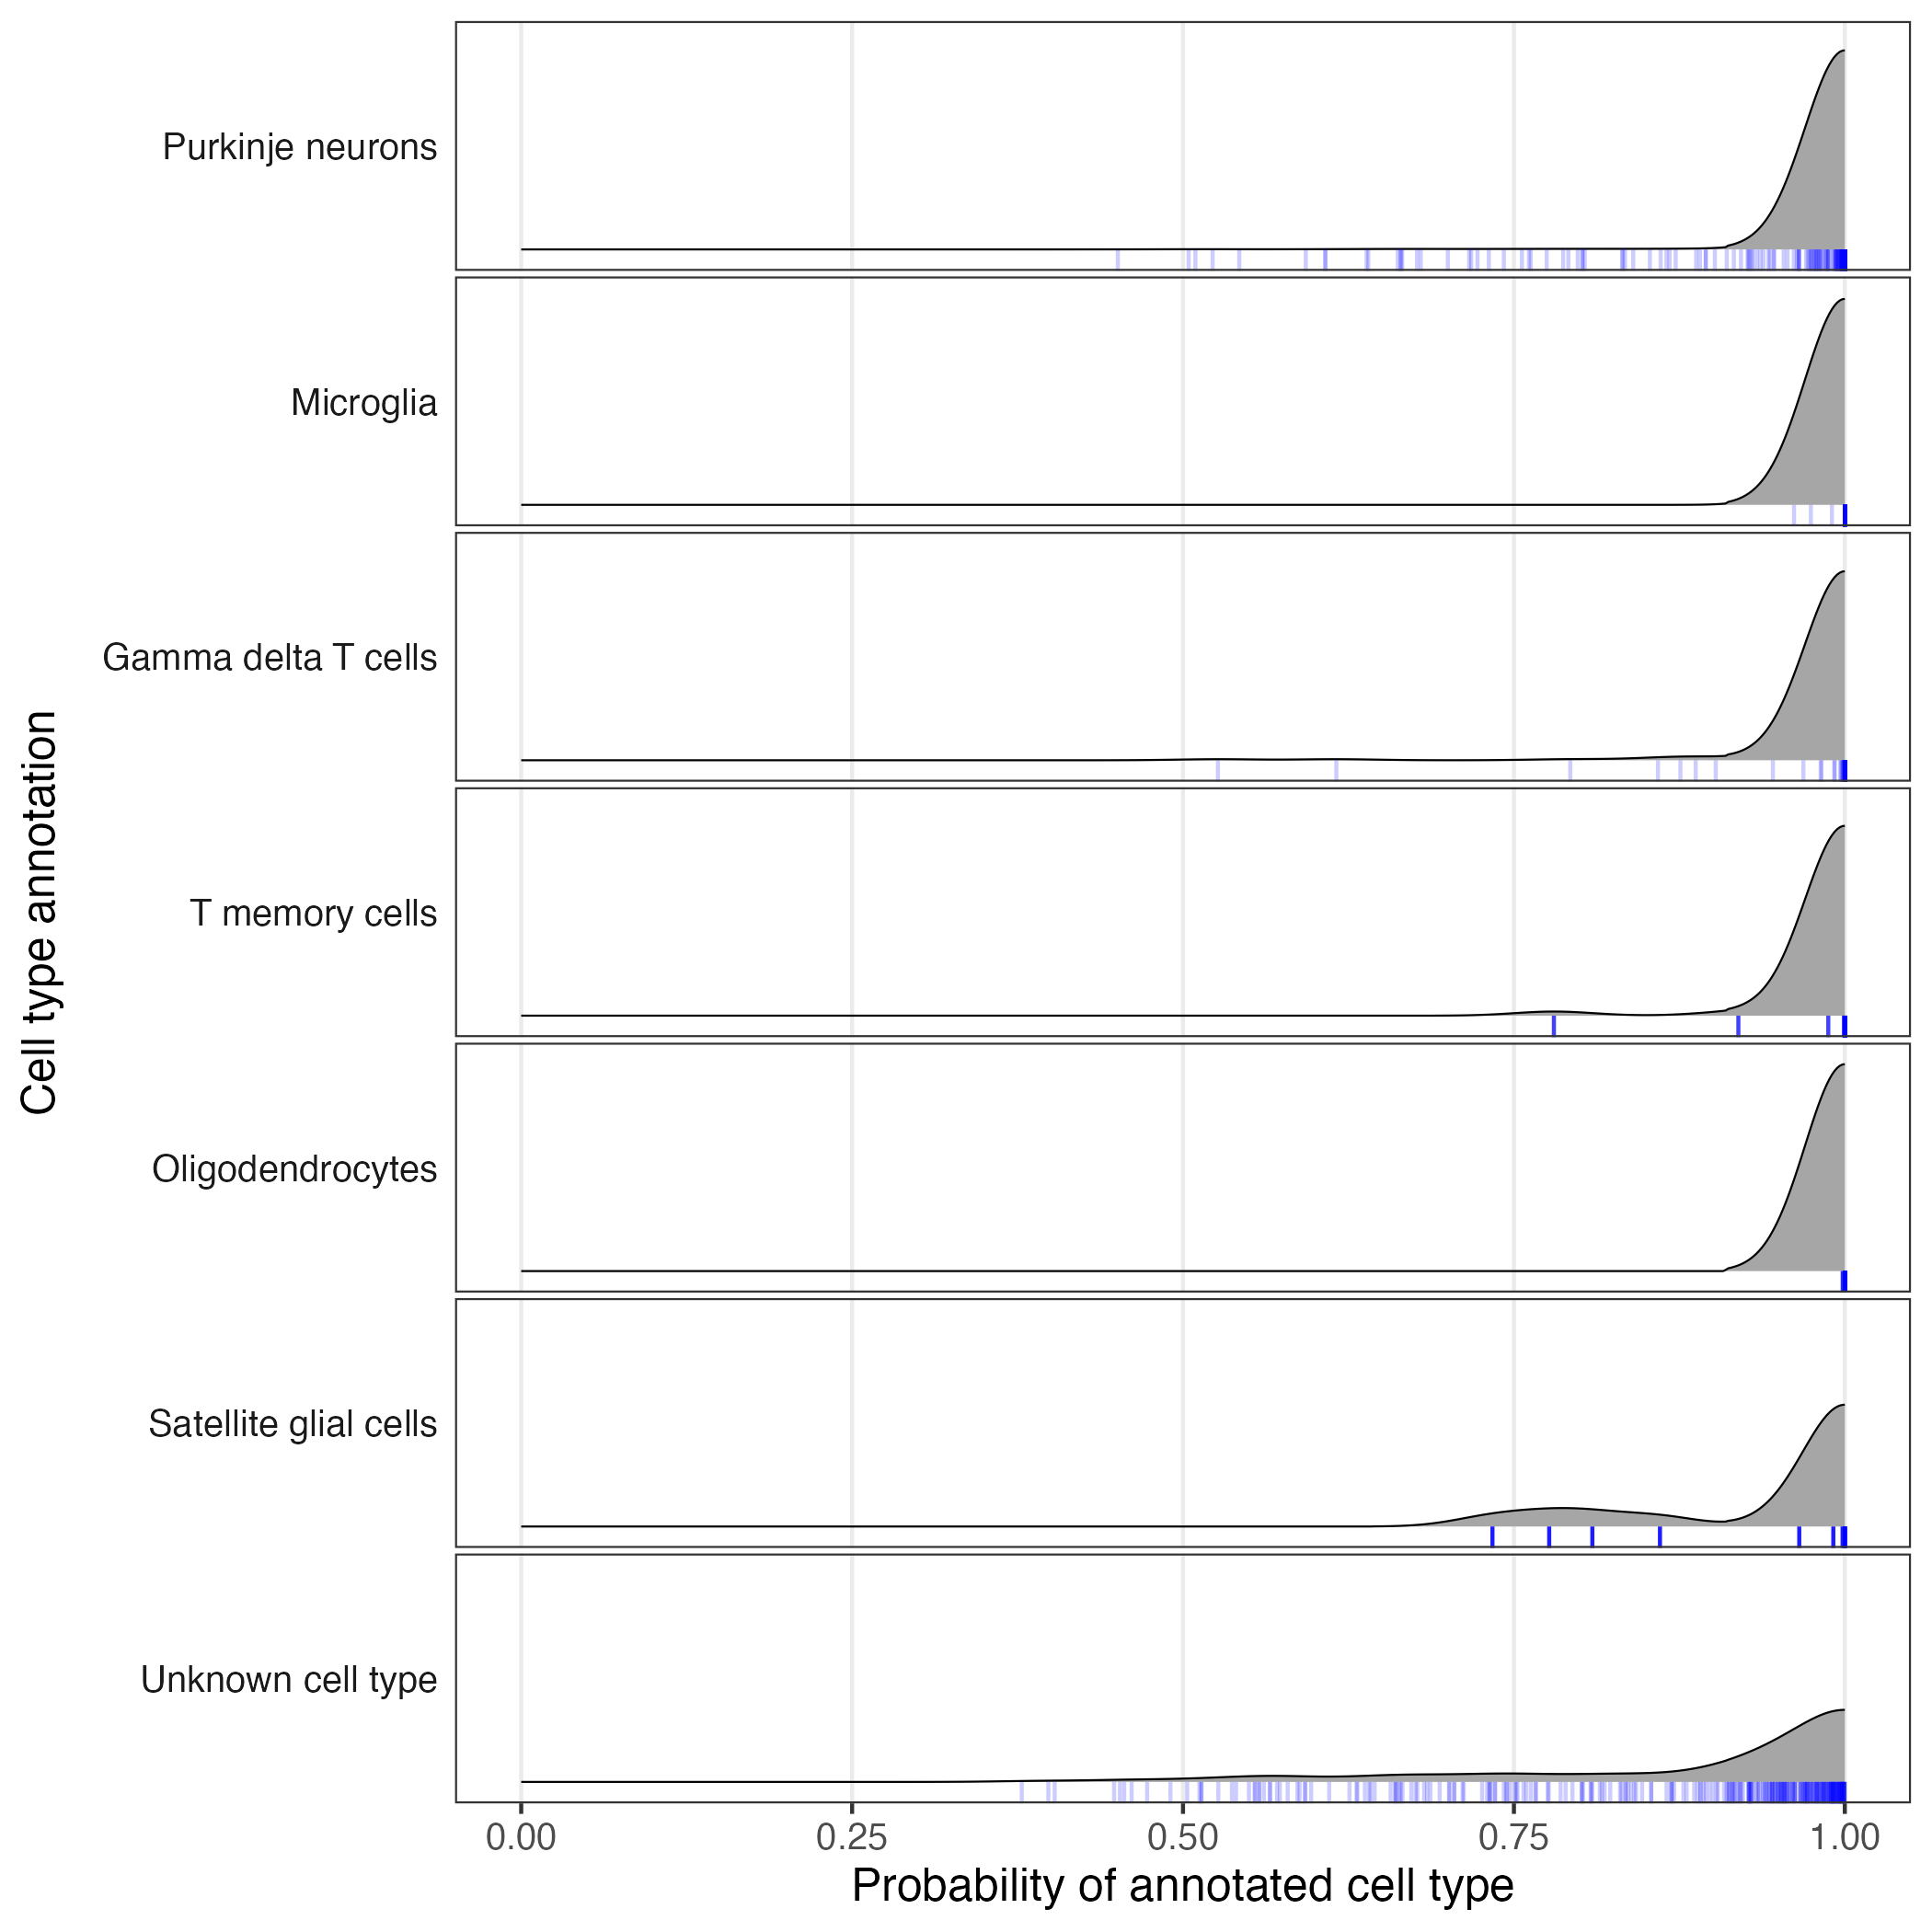 Cell type annotation
Purkinje neurons
Microglia
Gamma delta T cells
T memory cells
Oligodendrocytes
Satellite glial cells
Unknown cell type
0.00 0.25 0.50 0.75 1.00
Probability of annotated cell type